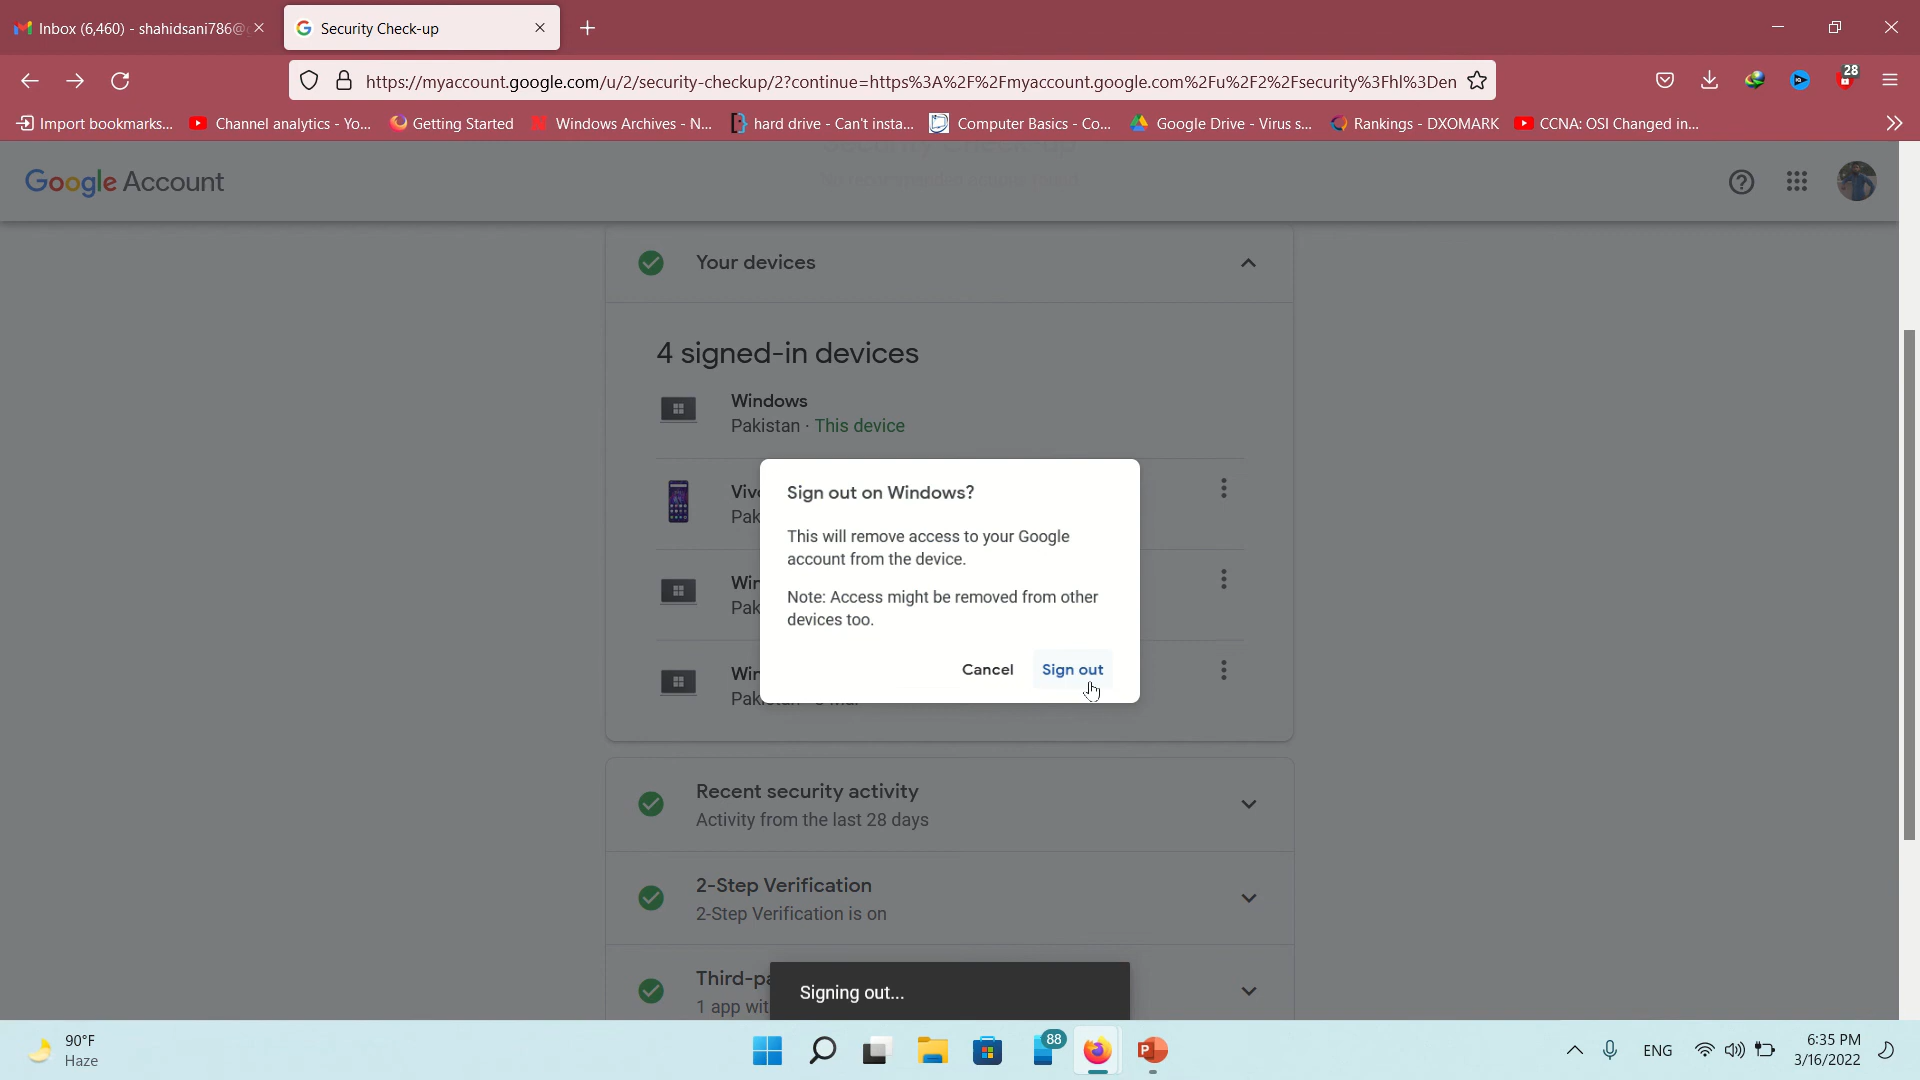 Inbox (6,460) - shahidsani786@
Security Check-up
https://myaccount.google.com/u/2/security-checkup/2?continue=https%3A%2F%2Fmyaccount.google.com%2Fu%2F2%2Fsecurity%3Fhl%3Den
28
Import bookmarks...
Channel analytics - Yo...
Getting Started
Windows Archives - N...
hard drive - Can't insta...
Computer Basics - Co...
Google Drive - Virus s...
Rankings - DXOMARK
CCNA: OSI Changed in...
Security Check-up
Google Account
Your devices
4 signed-in devices
Windows
Pakistan · This device
Sign out on Windows?
This will remove access to your Google
account from the device.
Note: Access might be removed from other
devices too.
Cancel
Sign out
Recent security activity
Activity from the last 28 days
2-Step Verification
2-Step Verification is on
Third-pa
1 app wit
Signing out...
90°F
Haze
88
ENG
6:35 PM
3/16/2022